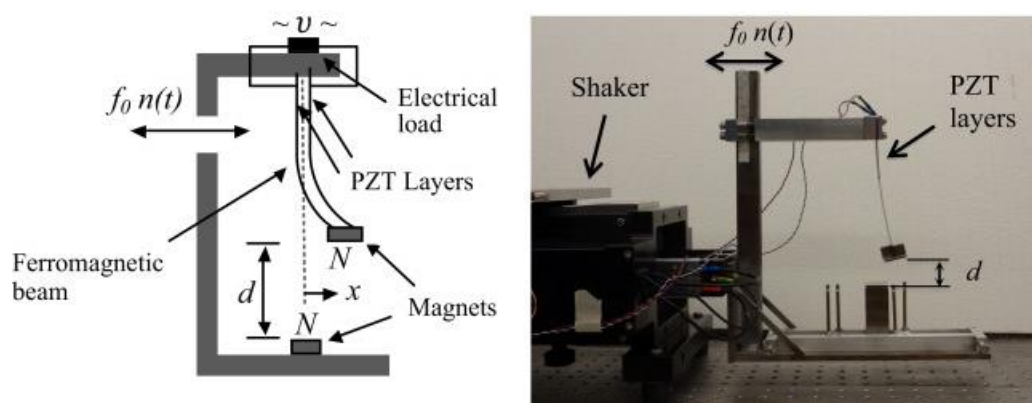 ~ υ ~
f₀ n(t)
Electrical
load
PZT Layers
Ferromagnetic
beam
N
d
x
Magnets
N
f₀ n(t)
Shaker
PZT
layers
d